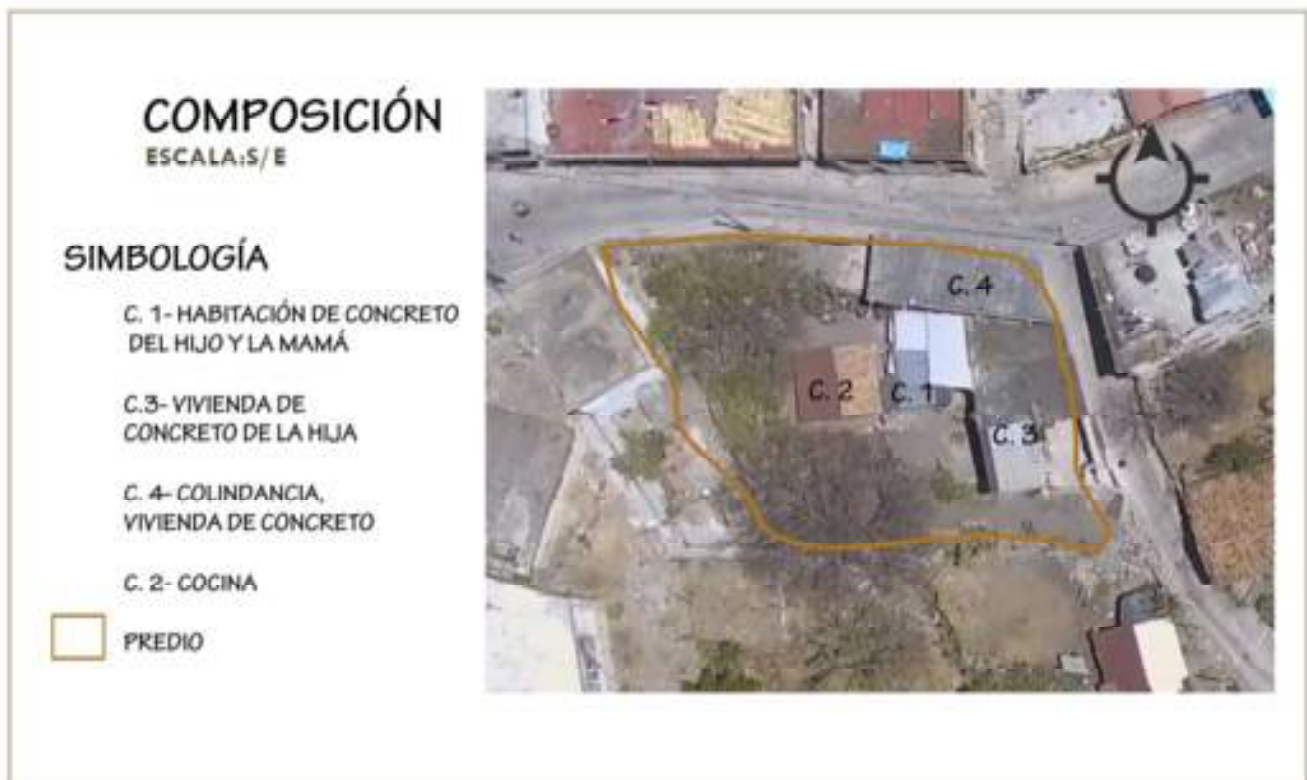 COMPOSICIÓN
ESCALA:S/E
SIMBOLOGÍA
C. 1- HABITACIÓN DE CONCRETO
DEL HIJO Y LA MAMÁ
C.3- VIVIENDA DE
CONCRETO DE LA HIJA
C. 4- COLINDANCIA,
VIVIENDA DE CONCRETO
C. 2- COCINA
PREDIO
C. 4
C. 2
C. 1
C. 3